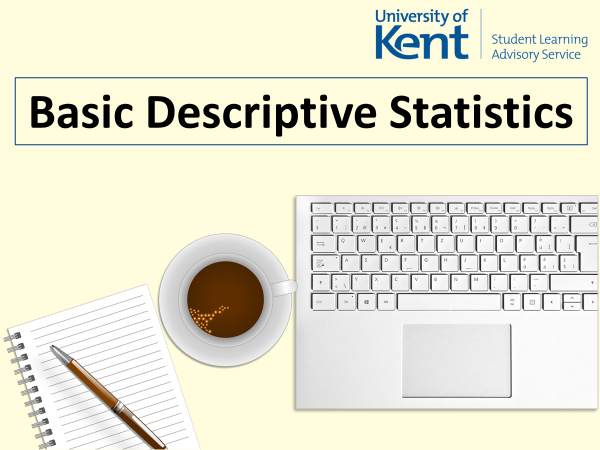 University of
Kent
Student Learning
Advisory Service
Basic Descriptive Statistics